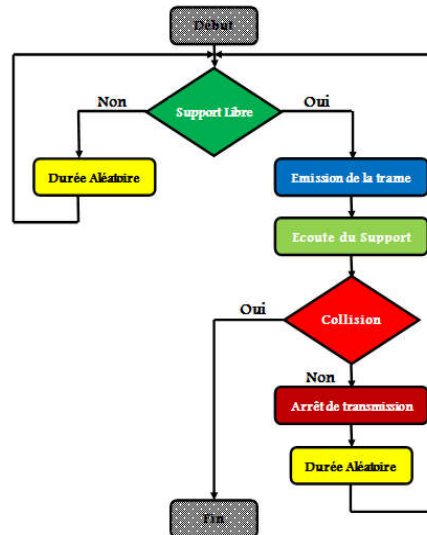 Début
Non
Support Libre
Oui
Durée Aléatoire
Emission de la trame
Ecoute du Support
Oui
Collision
Non
Arrêt de transmission
Durée Aléatoire
Fin